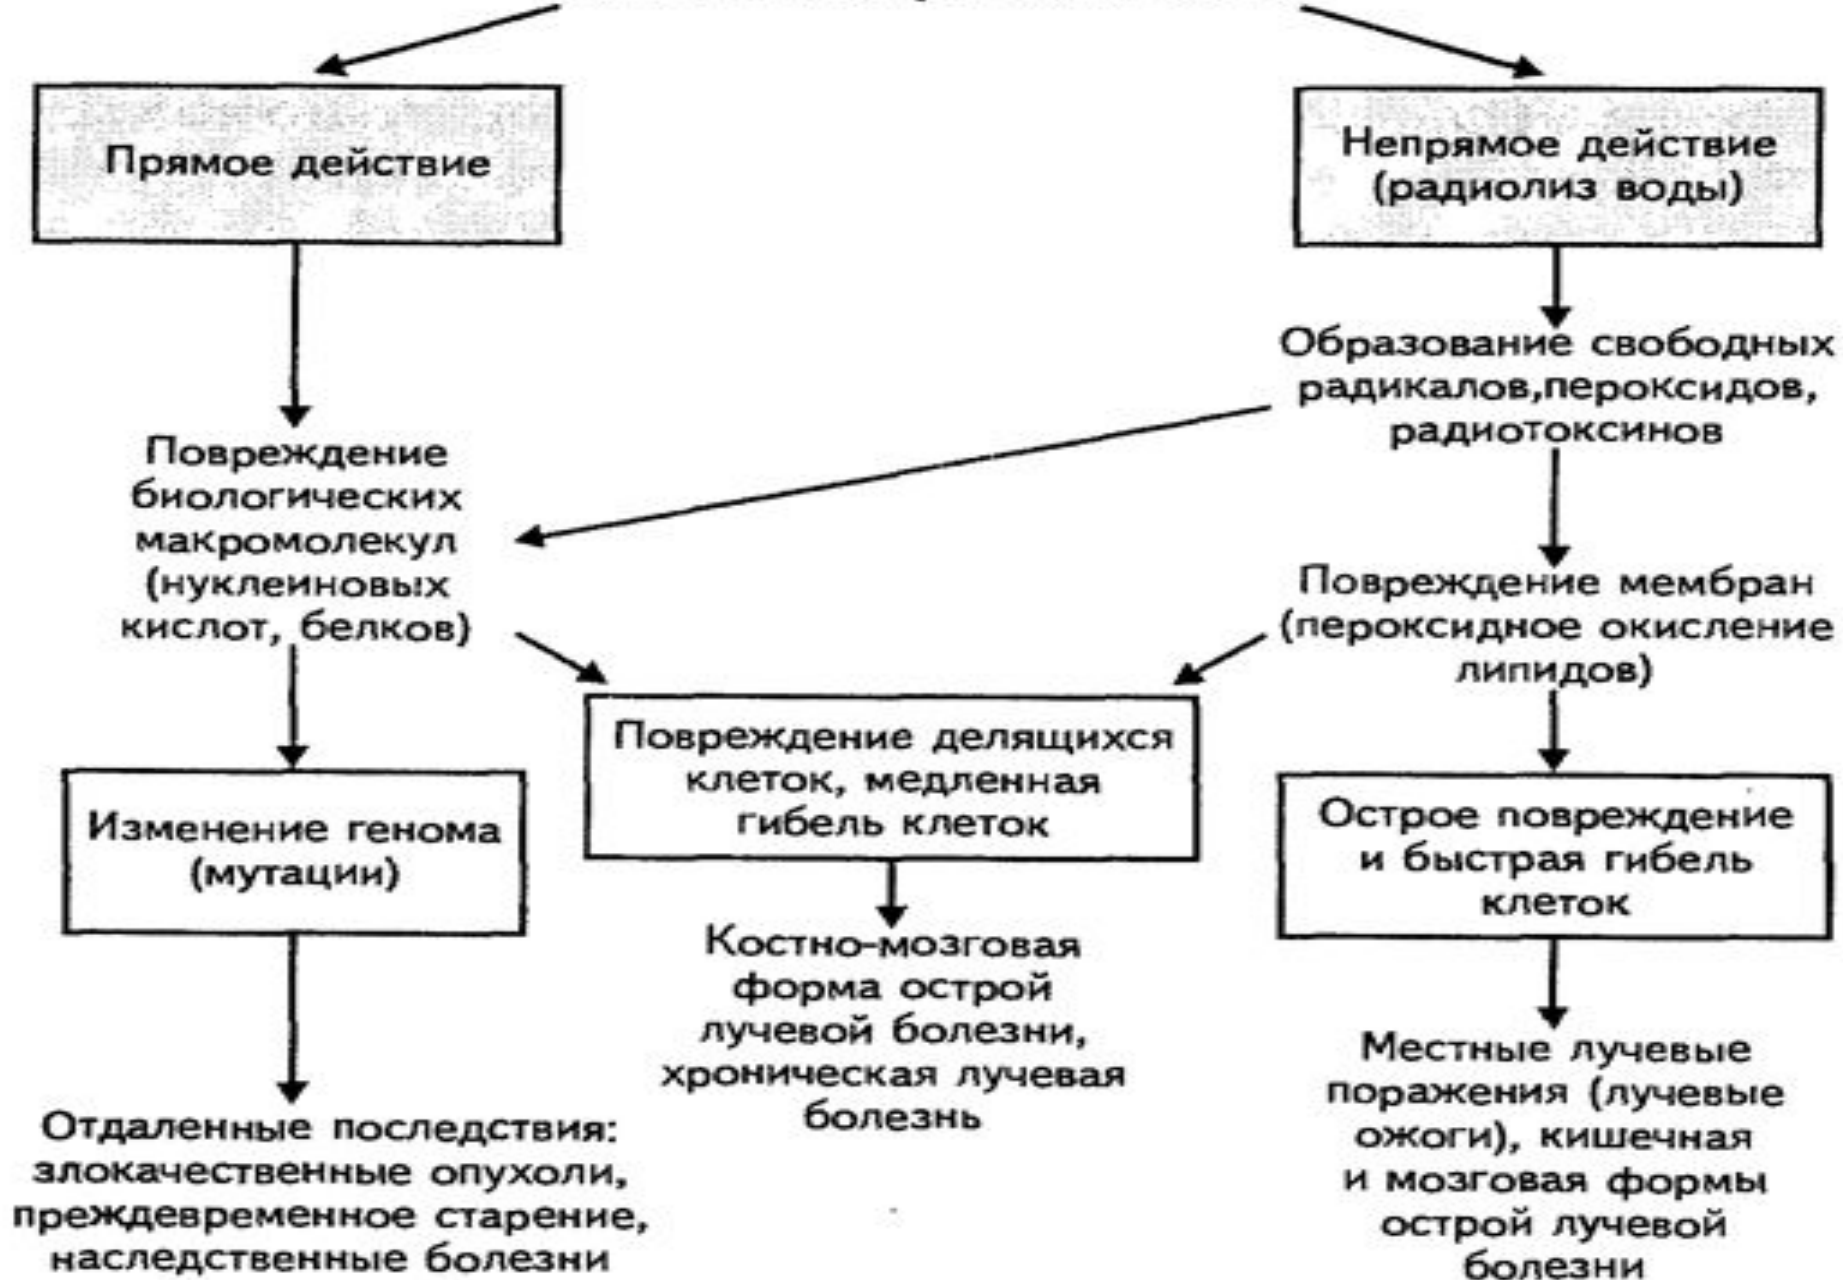 Прямое действие
Непрямое действие
(радиолиз воды)
Образование свободных
радикалов,пероксидов,
радиотоксинов
Повреждение
биологических
макромолекул
(нуклеиновых
кислот, белков)
Повреждение мембран
(пероксидное окисление
липидов)
Повреждение делящихся
клеток, медленная
гибель клеток
Изменение генома
(мутации)
Острое повреждение
и быстрая гибель
клеток
Костно-мозговая
форма острой
лучевой болезни,
хроническая лучевая
болезнь
Отдаленные последствия:
злокачественные опухоли,
преждевременное старение,
наследственные болезни
Местные лучевые
поражения (лучевые
ожоги), кишечная
и мозговая формы
острой лучевой
болезни